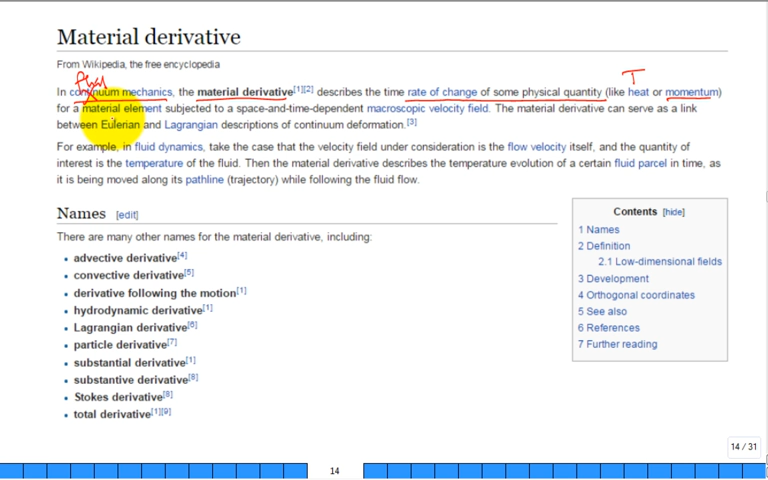 Material derivative
From Wikipedia, the free encyclopedia
T
In continuum mechanics, the material derivative[1][2] describes the time rate of change of some physical quantity (like heat or momentum)
for a material element subjected to a space-and-time-dependent macroscopic velocity field. The material derivative can serve as a link
between Eulerian and Lagrangian descriptions of continuum deformation.[3]
For example, in fluid dynamics, take the case that the velocity field under consideration is the flow velocity itself, and the quantity of
interest is the temperature of the fluid. Then the material derivative describes the temperature evolution of a certain fluid parcel in time, as
it is being moved along its pathline (trajectory) while following the fluid flow.
Names [edit]
There are many other names for the material derivative, including:
• advective derivative[4]
• convective derivative[5]
• derivative following the motion[1]
• hydrodynamic derivative[1]
• Lagrangian derivative[6]
• particle derivative[7]
• substantial derivative[1]
• substantive derivative[8]
• Stokes derivative[8]
• total derivative[1][9]
Contents [hide]
1 Names
2 Definition
2.1 Low-dimensional fields
3 Development
4 Orthogonal coordinates
5 See also
6 References
7 Further reading
14 / 31
14